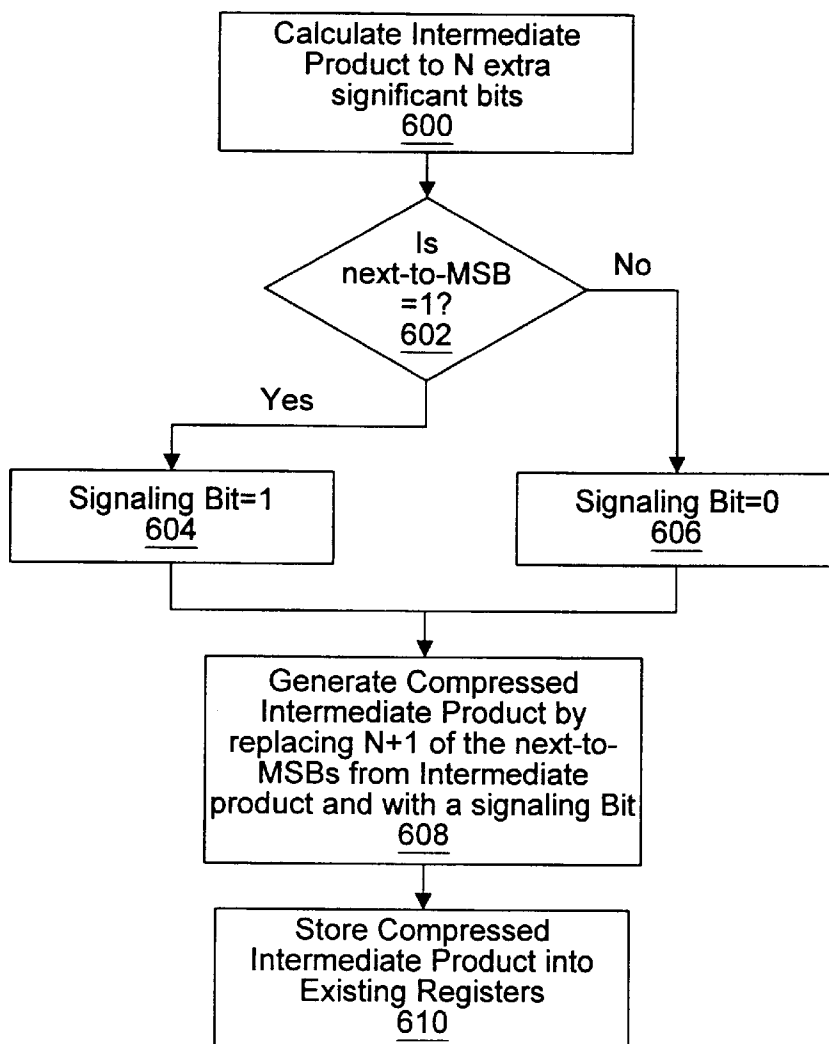 Calculate Intermediate
Product to N extra
significant bits
600
Is
next-to-MSB
=1?
602
No
Yes
Signaling Bit=1
604
Signaling Bit=0
606
Generate Compressed
Intermediate Product by
replacing N+1 of the next-to-
MSBs from Intermediate
product and with a signaling Bit
608
Store Compressed
Intermediate Product into
Existing Registers
610